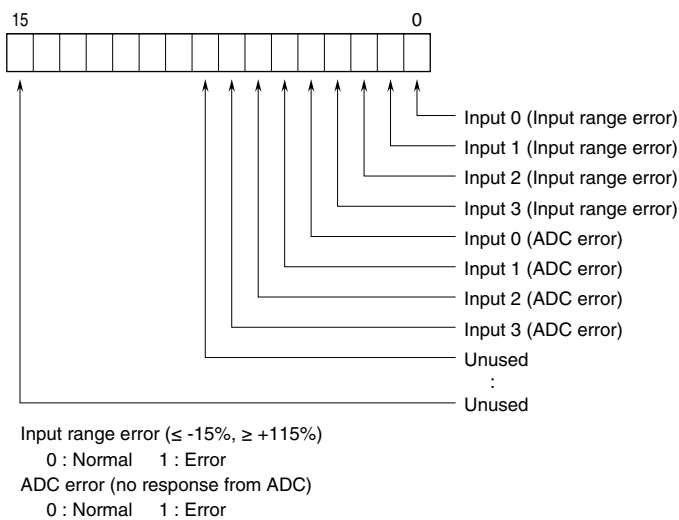 15 0
Input 0 (Input range error)
Input 1 (Input range error)
Input 2 (Input range error)
Input 3 (Input range error)
Input 0 (ADC error)
Input 1 (ADC error)
Input 2 (ADC error)
Input 3 (ADC error)
Unused
:
Unused
Input range error (≤ -15%, ≥ +115%)
0 : Normal 1 : Error
ADC error (no response from ADC)
0 : Normal 1 : Error